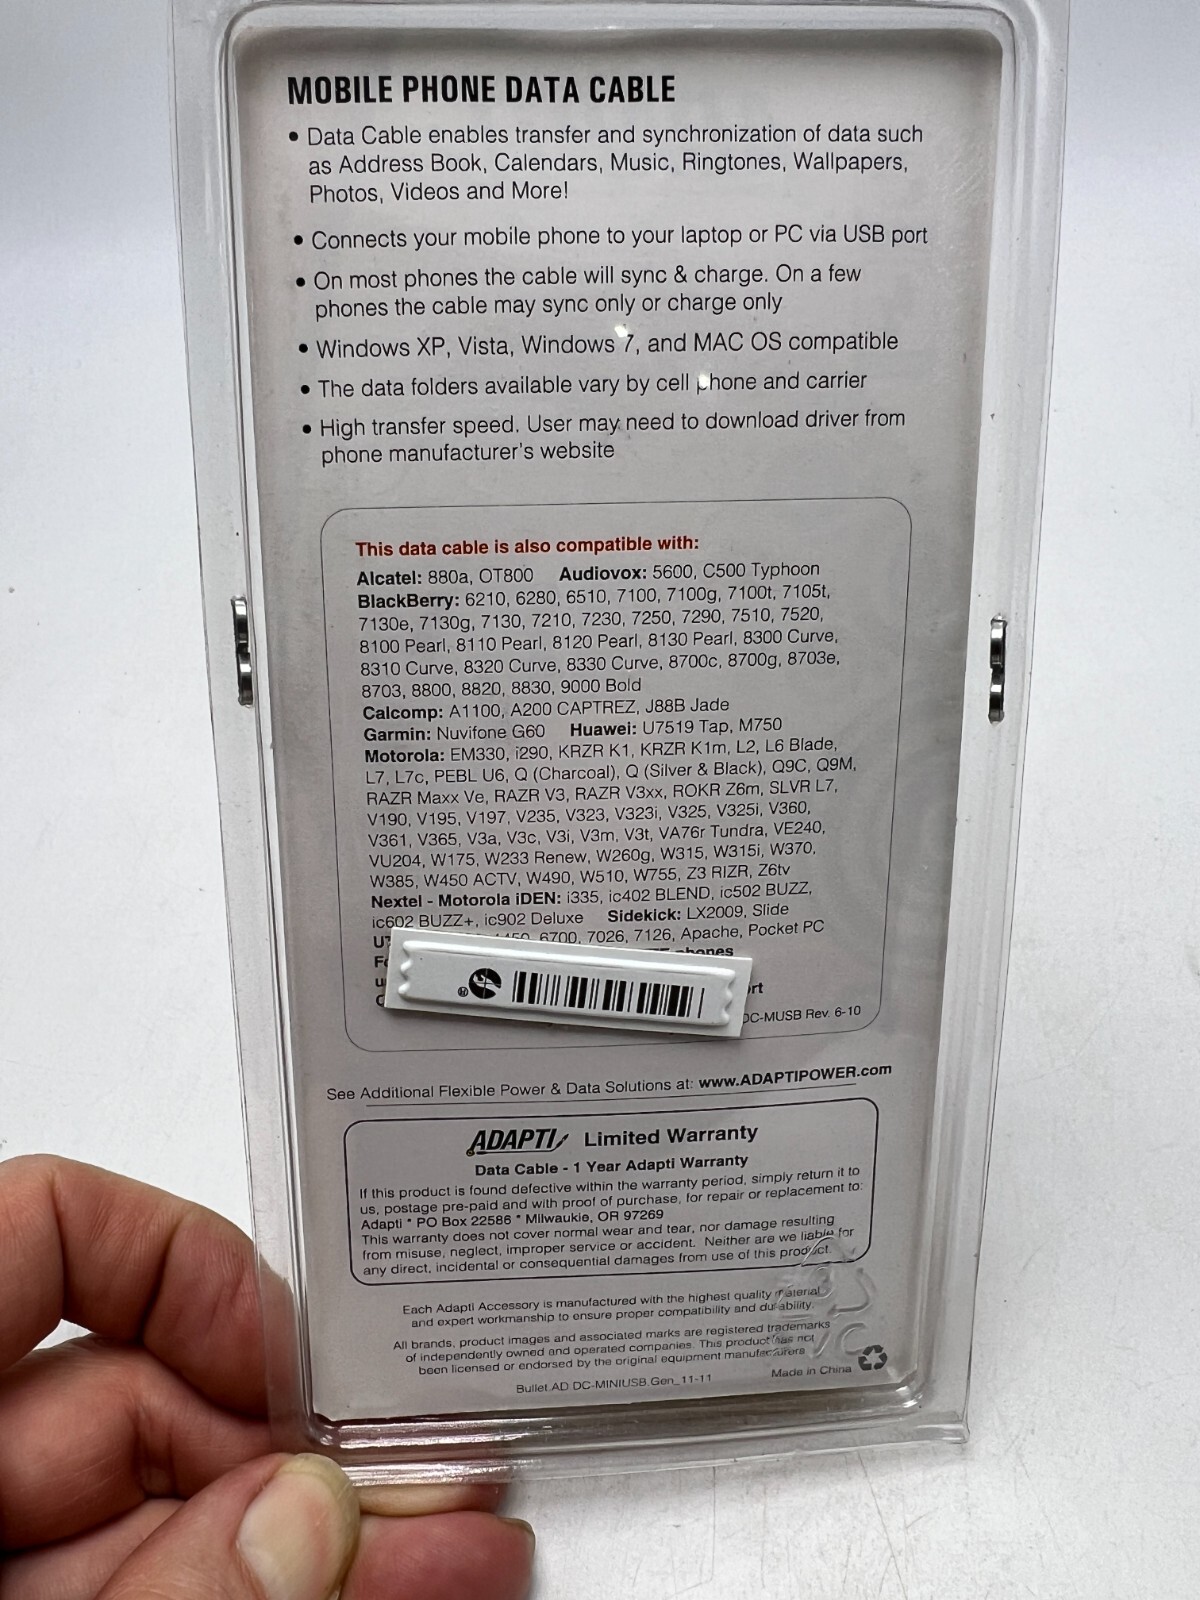 MOBILE PHONE DATA CABLE
• Data Cable enables transfer and synchronization of data such
as Address Book, Calendars, Music, Ringtones, Wallpapers,
Photos, Videos and More!
• Connects your mobile phone to your laptop or PC via USB port
• On most phones the cable will sync & charge. On a few
phones the cable may sync only or charge only
• Windows XP, Vista, Windows 7, and MAC OS compatible
• The data folders available vary by cell phone and carrier
• High transfer speed. User may need to download driver from
phone manufacturer's website
This data cable is also compatible with:
Alcatel: 880a, OT800 Audiovox: 5600, C500 Typhoon
BlackBerry: 6210, 6280, 6510, 7100, 7100g, 7100t, 7105t,
7130e, 7130g, 7130, 7210, 7230, 7250, 7290, 7510, 7520,
8100 Pearl, 8110 Pearl, 8120 Pearl, 8130 Pearl, 8300 Curve,
8310 Curve, 8320 Curve, 8330 Curve, 8700c, 8700g, 8703e,
8703, 8800, 8820, 8830, 9000 Bold
Calcomp: A1100, A200 CAPTREZ, J88B Jade
Garmin: Nuvifone G60 Huawei: U7519 Tap, M750
Motorola: EM330, i290, KRZR K1, KRZR K1m, L2, L6 Blade,
L7, L7c, PEBL U6, Q (Charcoal), Q (Silver & Black), Q9C, Q9M,
RAZR Maxx Ve, RAZR V3, RAZR V3xx, ROKR Z6m, SLVR L7,
V190, V195, V197, V235, V323, V323i, V325, V325i, V360,
V361, V365, V3a, V3c, V3i, V3m, V3t, VA76r Tundra, VE240,
VU204, W175, W233 Renew, W260g, W315, W315i, W370,
W385, W450 ACTV, W490, W510, W755, Z3 RIZR, Z6tv
Nextel - Motorola iDEN: i335, ic402 BLEND, ic502 BUZZ,
ic602 BUZZ+, ic902 Deluxe Sidekick: LX2009, Slide
6700, 7026, 7126, Apache, Pocket PC
phones
DC-MUSB Rev. 6-10
See Additional Flexible Power & Data Solutions at: www.ADAPTIPOWER.com
ADAPTI Limited Warranty
Data Cable - 1 Year Adapti Warranty
If this product is found defective within the warranty period, simply return it to
us, postage pre-paid and with proof of purchase, for repair or replacement to:
Adapti * PO Box 22586 * Milwaukie, OR 97269
This warranty does not cover normal wear and tear, nor damage resulting
from misuse, neglect, improper service or accident. Neither are we liable for
any direct, incidental or consequential damages from use of this product.
Each Adapti Accessory is manufactured with the highest quality material
and expert workmanship to ensure proper compatibility and durability.
All brands, product images and associated marks are registered trademarks
of independently owned and operated companies. This product has not
been licensed or endorsed by the original equipment manufacturers
Made in China
Bullet.AD DC-MINIUSB.Gen_11-11